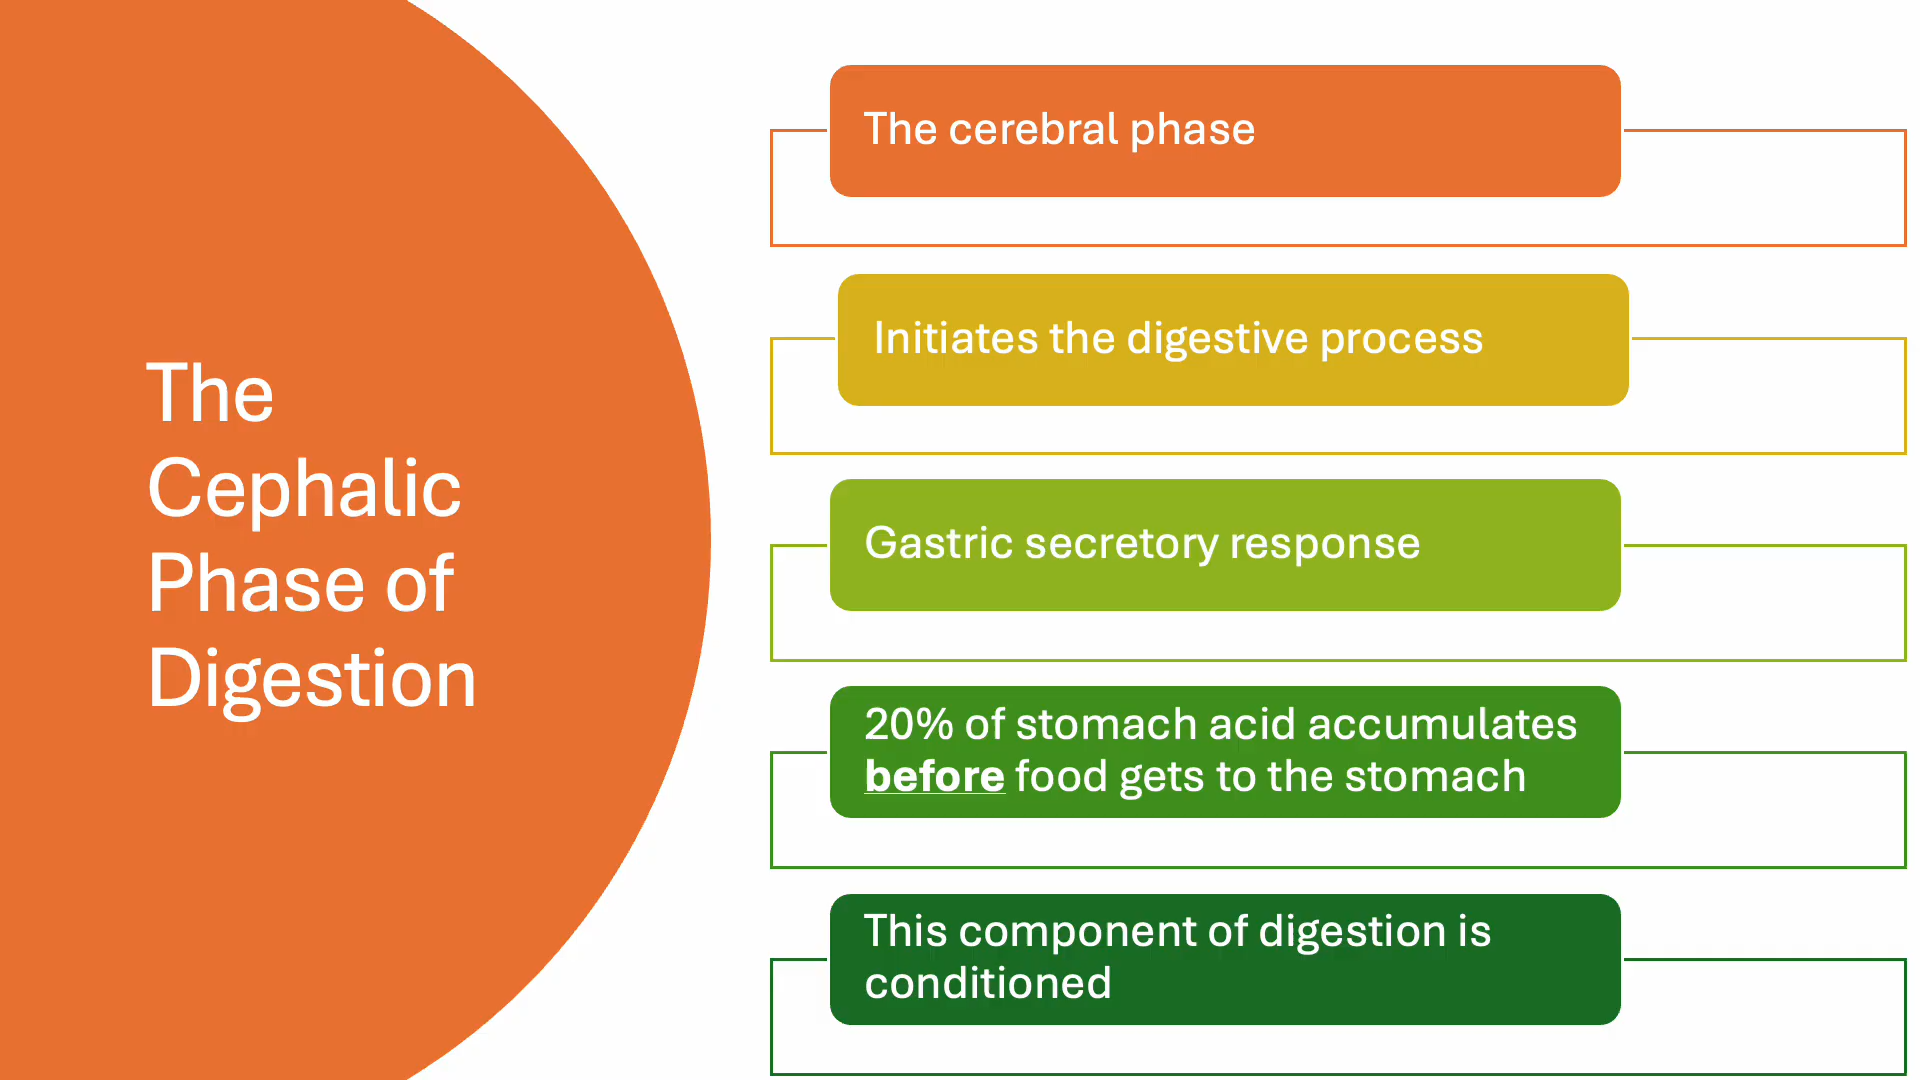 The
Cephalic
Phase of
Digestion
The cerebral phase
Initiates the digestive process
Gastric secretory response
20% of stomach acid accumulates
before food gets to the stomach
This component of digestion is
conditioned